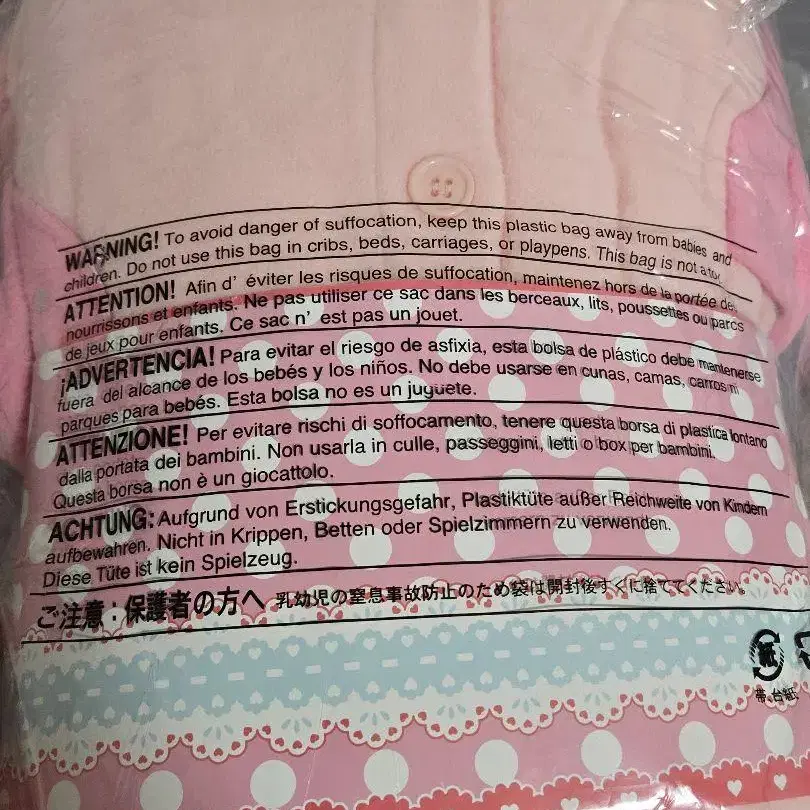 WARNING! To avoid danger of suffocation, keep this plastic bag away from babies and
children. Do not use this bag in cribs, beds, carriages, or playpens. This bag is not a
ATTENTION! Afin d’ éviter les risques de suffocation, maintenez hors de la portée des
nourrissons et enfants. Ne pas utiliser ce sac dans les berceaux, lits, poussettes ou parcs
de jeux pour enfants. Ce sac n’ est pas un jouet.
¡ADVERTENCIA! Para evitar el riesgo de asfixia, esta bolsa de plástico debe mantenerse
fuera del alcance de los bebés y los niños. No debe usarse en cunas, camas, carros ni
parques para bebés. Esta bolsa no es un juguete.
ATTENZIONE! Per evitare rischi di soffocamento, tenere questa borsa di plastica lontano
dalla portata dei bambini. Non usarla in culle, passeggini, letti o box per bambini.
Questa borsa non è un giocattolo.
ACHTUNG: Aufgrund von Erstickungsgefahr, Plastiktüte außer Reichweite von Kindern
aufbewahren. Nicht in Krippen, Betten oder Spielzimmern zu verwenden.
Diese Tüte ist kein Spielzeug.
ご注意:保護者の方へ 乳幼児の窒息事故防止のため袋は開封後すぐに捨ててください。
紙
帯、台紙